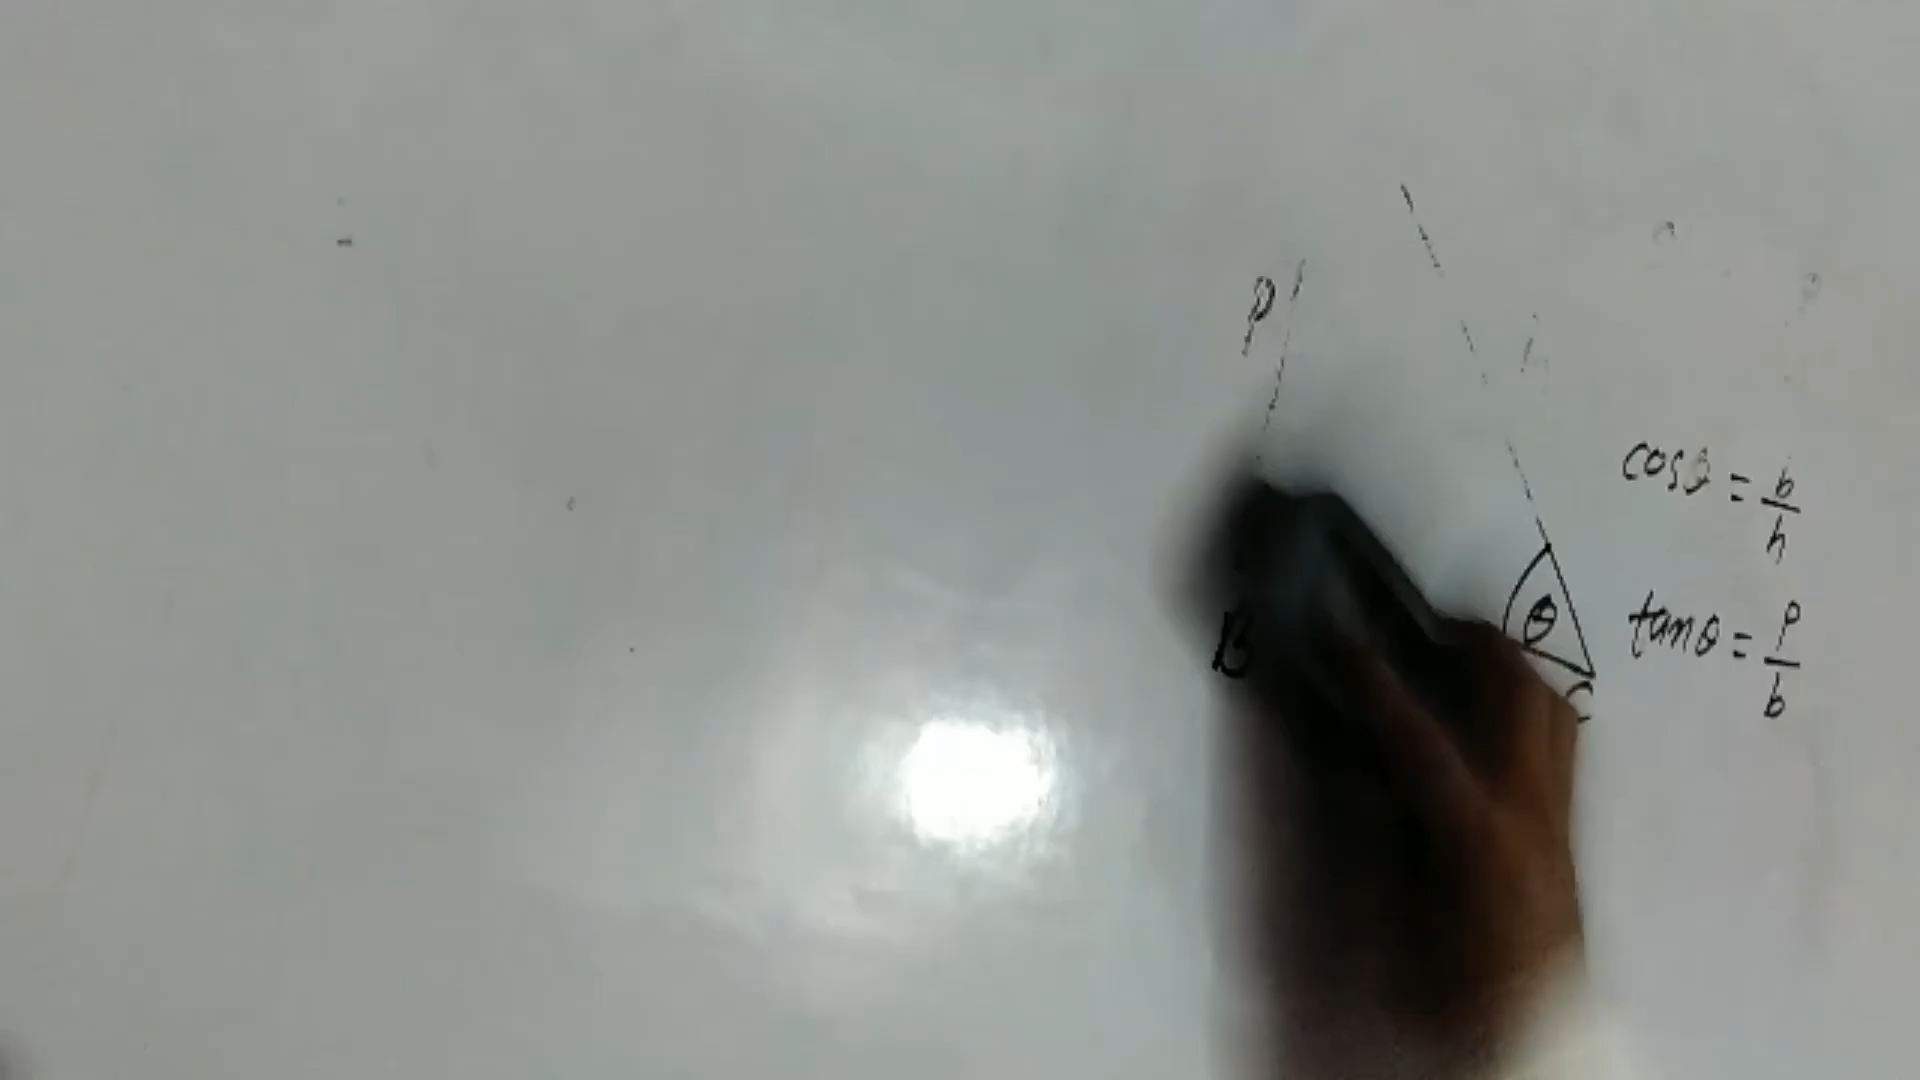 P
h
cosθ = b/h
θ
B
tanθ = P/b
C